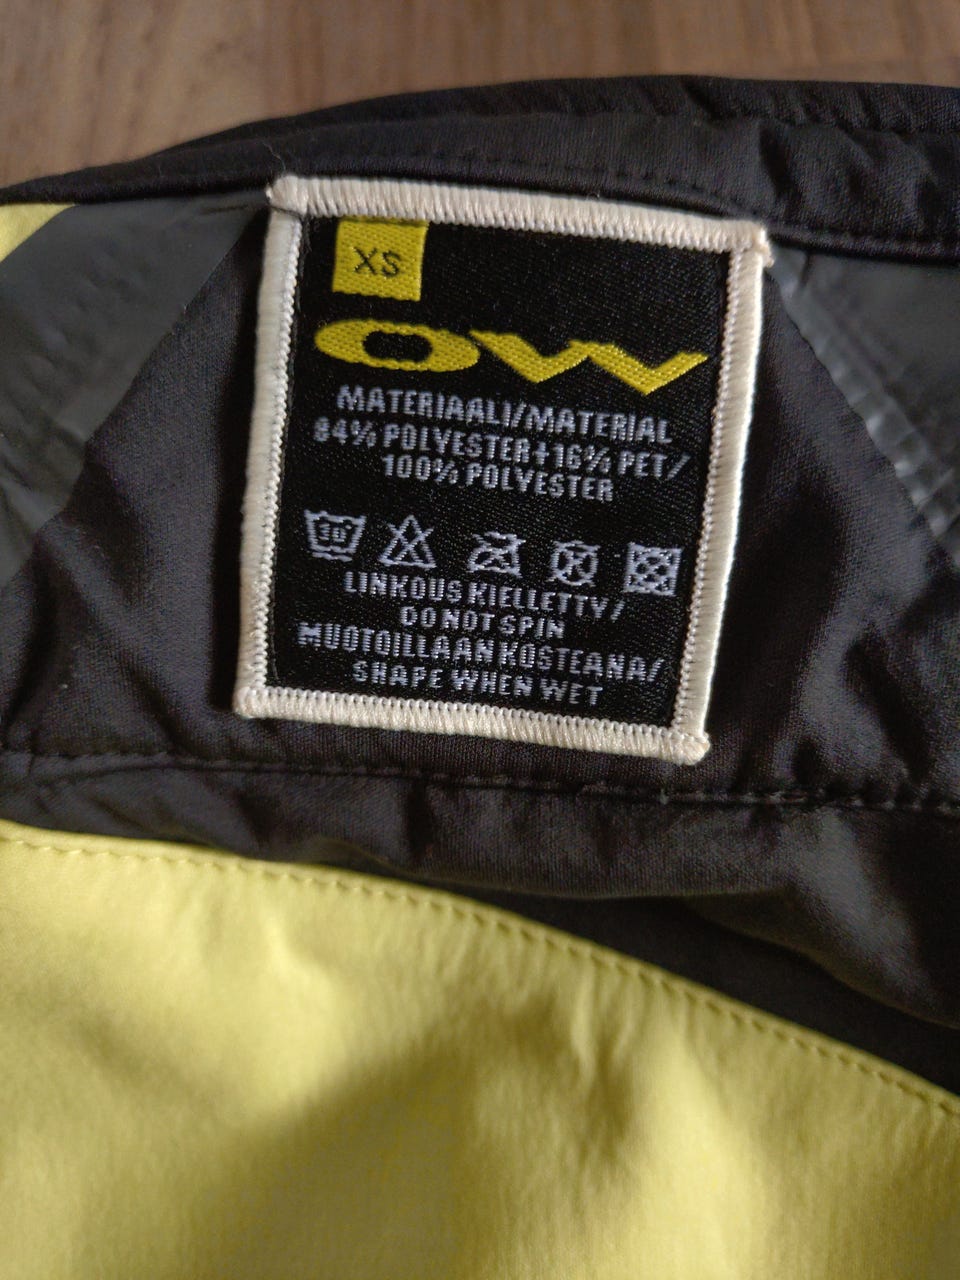 XS
OW
MATERIAALI/MATERIAL
84% POLYESTER+16% PET/
100% POLYESTER
30
LINKOUS KIELLETTY/
DO NOT SPIN
MUOTOILLAAN KOSTEANA/
SHAPE WHEN WET